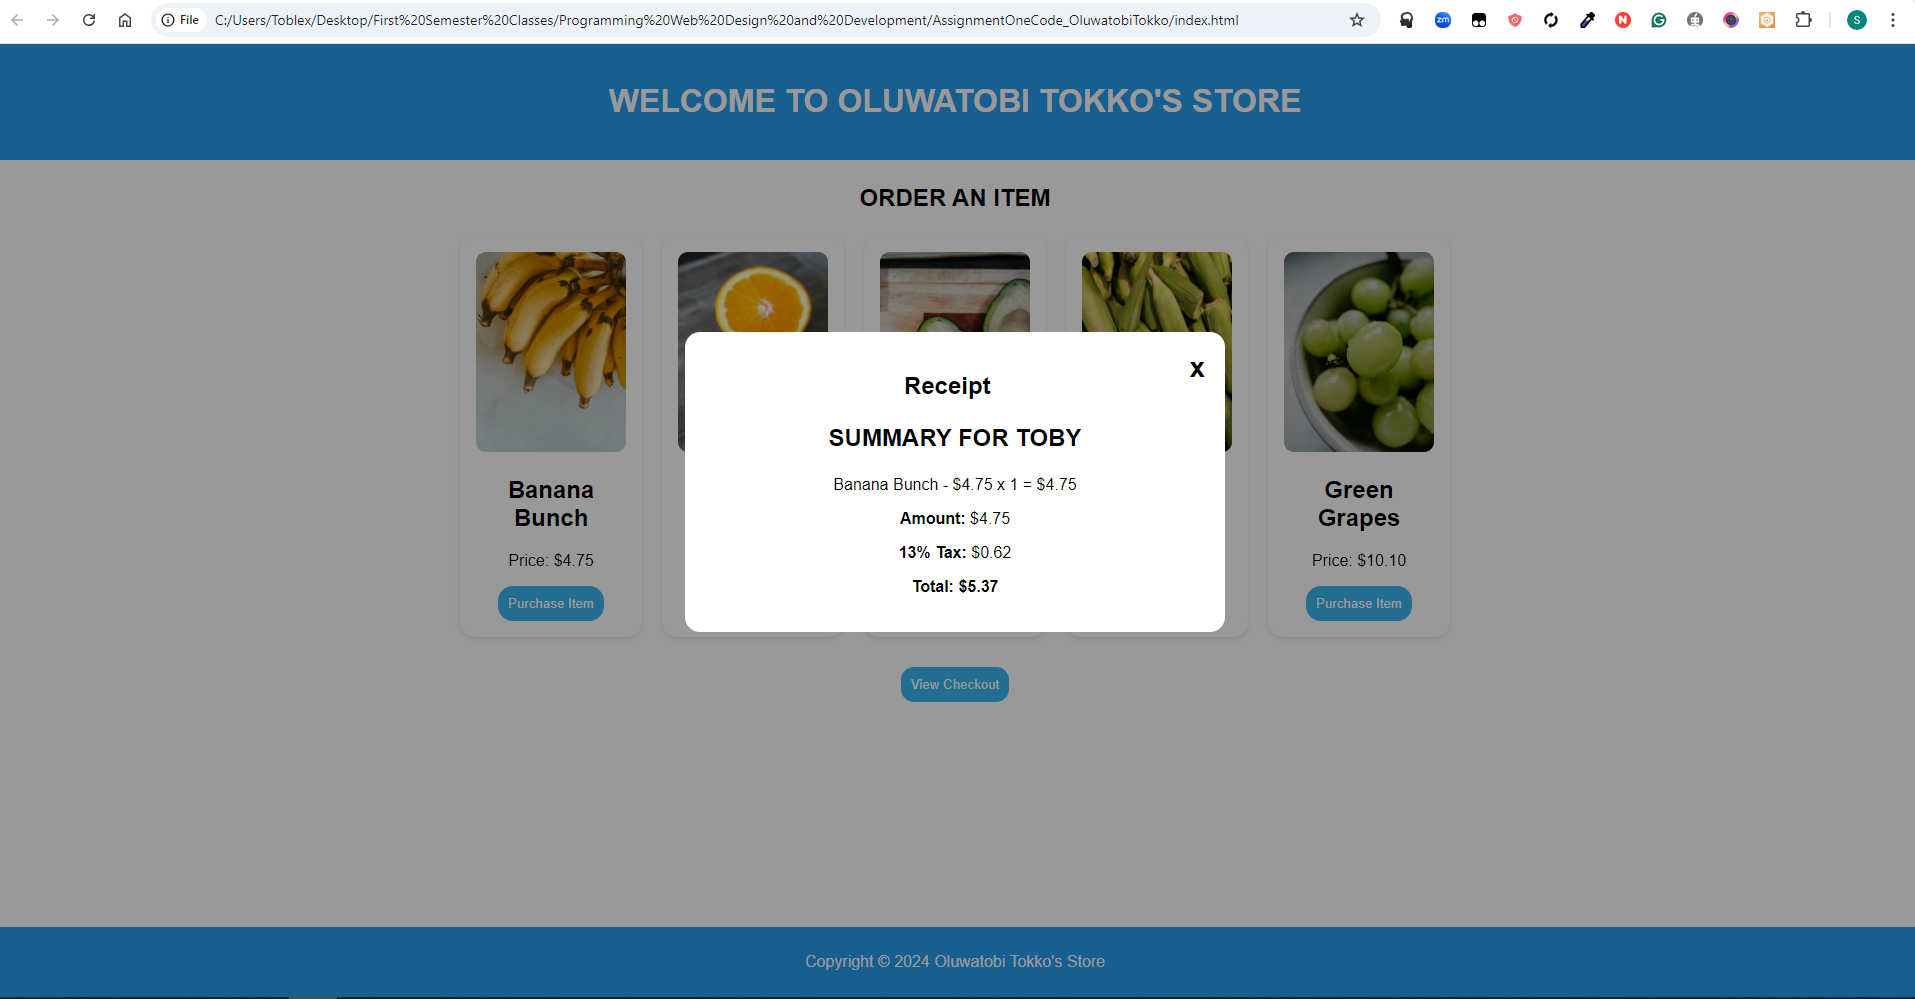 File
C:/Users/Toblex/Desktop/First%20Semester%20Classes/Programming%20Web%20Design%20and%20Development/AssignmentOneCode_OluwatobiTokko/index.html
zm
N
G
S
WELCOME TO OLUWATOBI TOKKO'S STORE
ORDER AN ITEM
X
Receipt
SUMMARY FOR TOBY
Banana Bunch - $4.75 x 1 = $4.75
Amount: $4.75
13% Tax: $0.62
Total: $5.37
Banana
Bunch
Price: $4.75
Purchase Item
Green
Grapes
Price: $10.10
Purchase Item
View Checkout
Copyright © 2024 Oluwatobi Tokko's Store